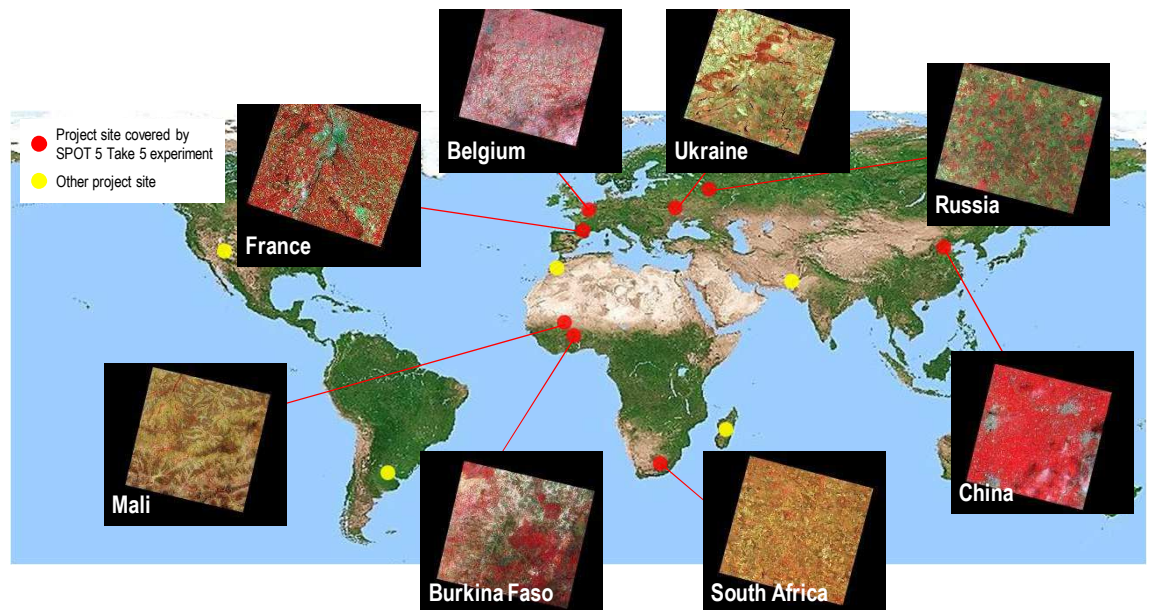 Project site covered by
SPOT 5 Take 5 experiment
Other project site
Belgium
Ukraine
Russia
France
Mali
Burkina Faso
South Africa
China